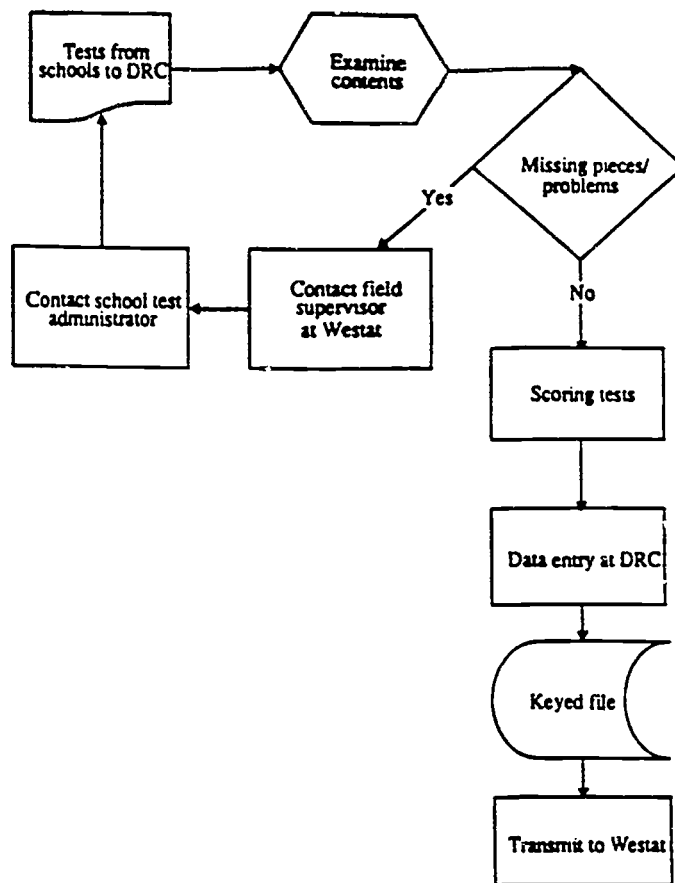 Tests from
schools to DRC
Examine
contents
Missing pieces/
problems
Yes
No
Contact school test
administrator
Contact field
supervisor
at Westat
Scoring tests
Data entry at DRC
Keyed file
Transmit to Westat